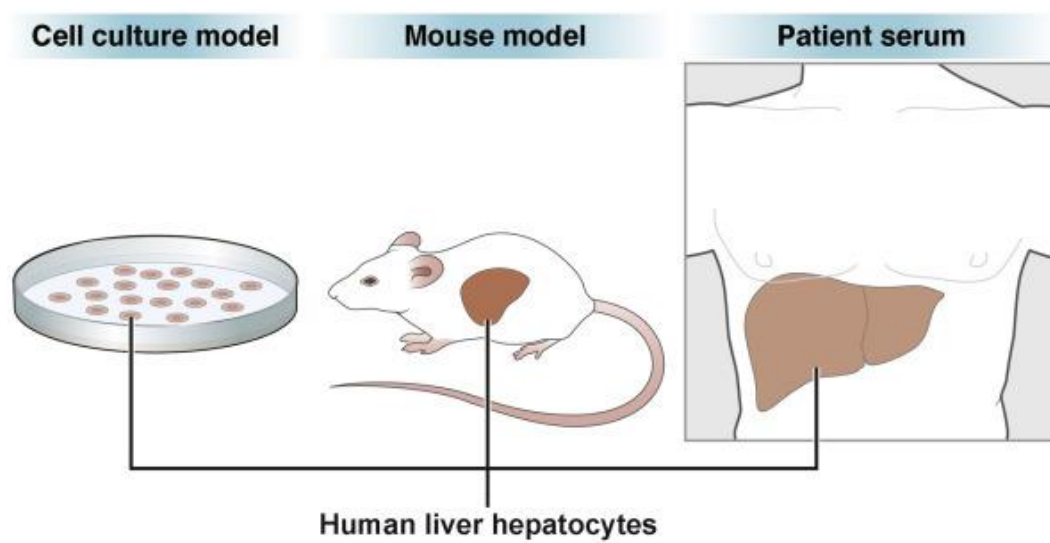 Cell culture model
Mouse model
Patient serum
Human liver hepatocytes